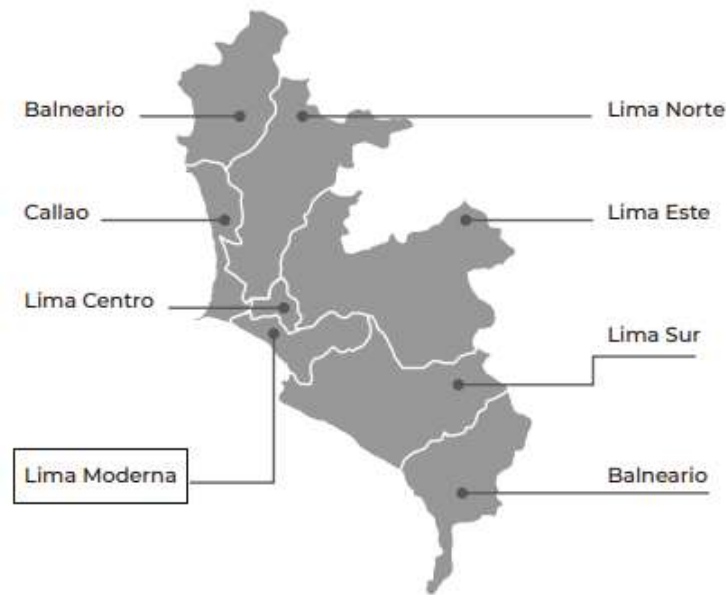 Balneario
Lima Norte
Callao
Lima Este
Lima Centro
Lima Sur
Lima Moderna
Balneario